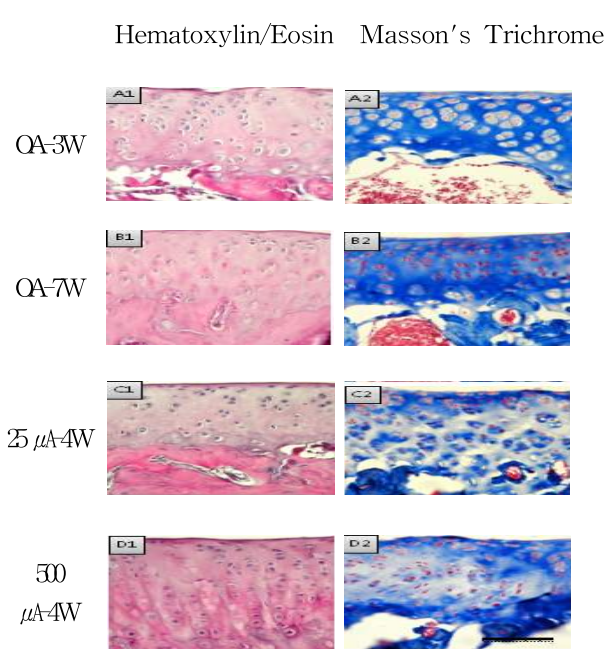 Hematoxylin/Eosin Masson's Trichrome
A1 A2
OA-3W
B1 B2
OA-7W
C1 C2
25 μA-4W
D1 D2
500
μA-4W